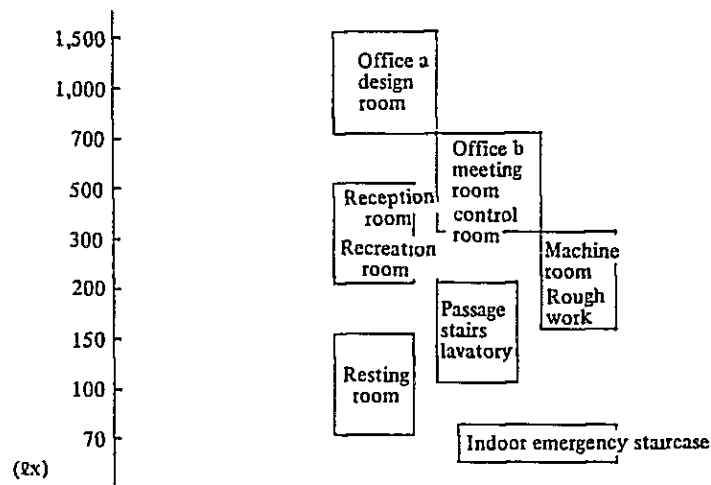 1,500
1,000
700
500
300
200
150
100
70
(ℓx)
Office a
design
room
Office b
meeting
room
control
room
Reception
room
Recreation
room
Machine
room
Rough
work
Passage
stairs
lavatory
Resting
room
Indoor emergency staircase